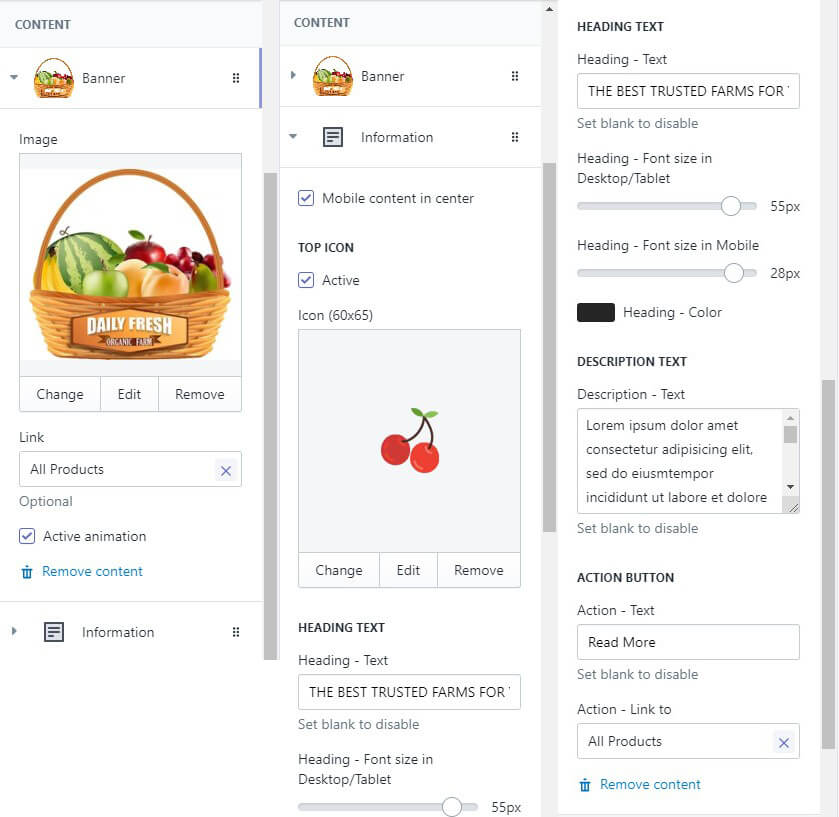 CONTENT
Banner
Image
DAILY FRESH
ORGANIC FARM
Change Edit Remove
Link
All Products
Optional
Active animation
Remove content
Information
CONTENT
Banner
Information
Mobile content in center
TOP ICON
Active
Icon (60x65)
Change Edit Remove
HEADING TEXT
Heading - Text
THE BEST TRUSTED FARMS FOR
Set blank to disable
Heading - Font size in
Desktop/Tablet
55px
HEADING TEXT
Heading - Text
THE BEST TRUSTED FARMS FOR
Set blank to disable
Heading - Font size in
Desktop/Tablet
55px
Heading - Font size in Mobile
28px
Heading - Color
DESCRIPTION TEXT
Description - Text
Lorem ipsum dolor amet
consectetur adipisicing elit,
sed do eiusmtempor
incididunt ut labore et dolore
Set blank to disable
ACTION BUTTON
Action - Text
Read More
Set blank to disable
Action - Link to
All Products
Remove content